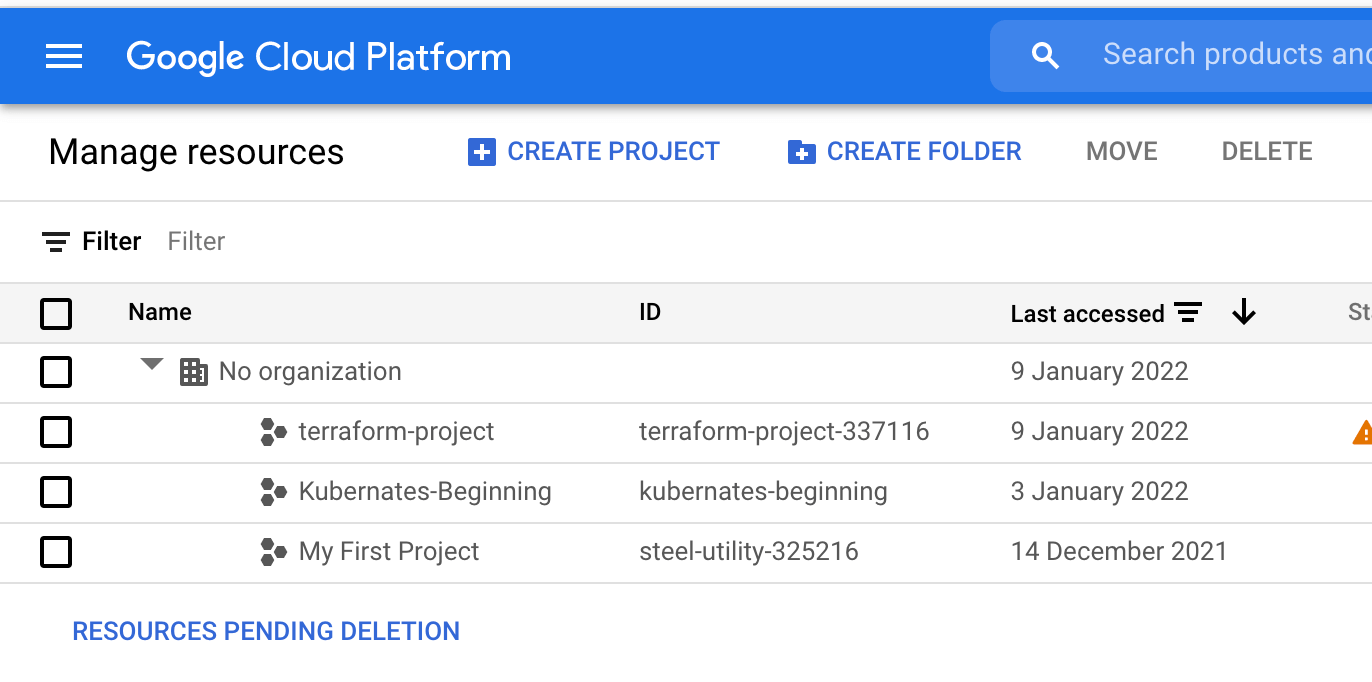 Google Cloud Platform
Search products and
Manage resources
CREATE PROJECT
CREATE FOLDER
MOVE
DELETE
Filter Filter
Name ID Last accessed
No organization 9 January 2022
terraform-project terraform-project-337116 9 January 2022
Kubernates-Beginning kubernates-beginning 3 January 2022
My First Project steel-utility-325216 14 December 2021
RESOURCES PENDING DELETION